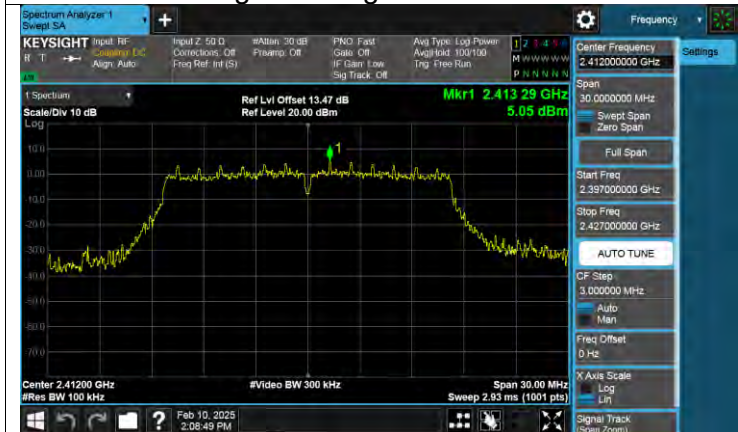 Spectrum Analyzer 1
Swept SA
Frequency
KEYSIGHT
R T
Input: RF
Coupling: DC
Align: Auto
Input Z: 50 Ω
Corrections: Off
Freq Ref: Int (S)
#Atten: 30 dB
Preamp: Off
PNO: Fast
Gate: Off
IF Gain: Low
Sig Track: Off
Avg Type: Log-Power
Avg|Hold: 100/100
Trig: Free Run
1 2 3 4 5 6
M W W W W W
P N N N N N
Center Frequency
2.412000000 GHz
Settings
Span
30.0000000 MHz
Swept Span
Zero Span
Full Span
Start Freq
2.397000000 GHz
Stop Freq
2.427000000 GHz
AUTO TUNE
CF Step
3.000000 MHz
Auto
Man
Freq Offset
0 Hz
X Axis Scale
Log
Lin
Signal Track
(Span Zoom)
1 Spectrum
Scale/Div 10 dB
Log
Ref Lvl Offset 13.47 dB
Ref Level 20.00 dBm
Mkr1 2.413 29 GHz
5.05 dBm
1
10.0
0.00
-10.0
-20.0
-30.0
-40.0
-50.0
-60.0
-70.0
Center 2.41200 GHz
#Res BW 100 kHz
#Video BW 300 kHz
Span 30.00 MHz
Sweep 2.93 ms (1001 pts)
?
Feb 10, 2025
2:08:49 PM